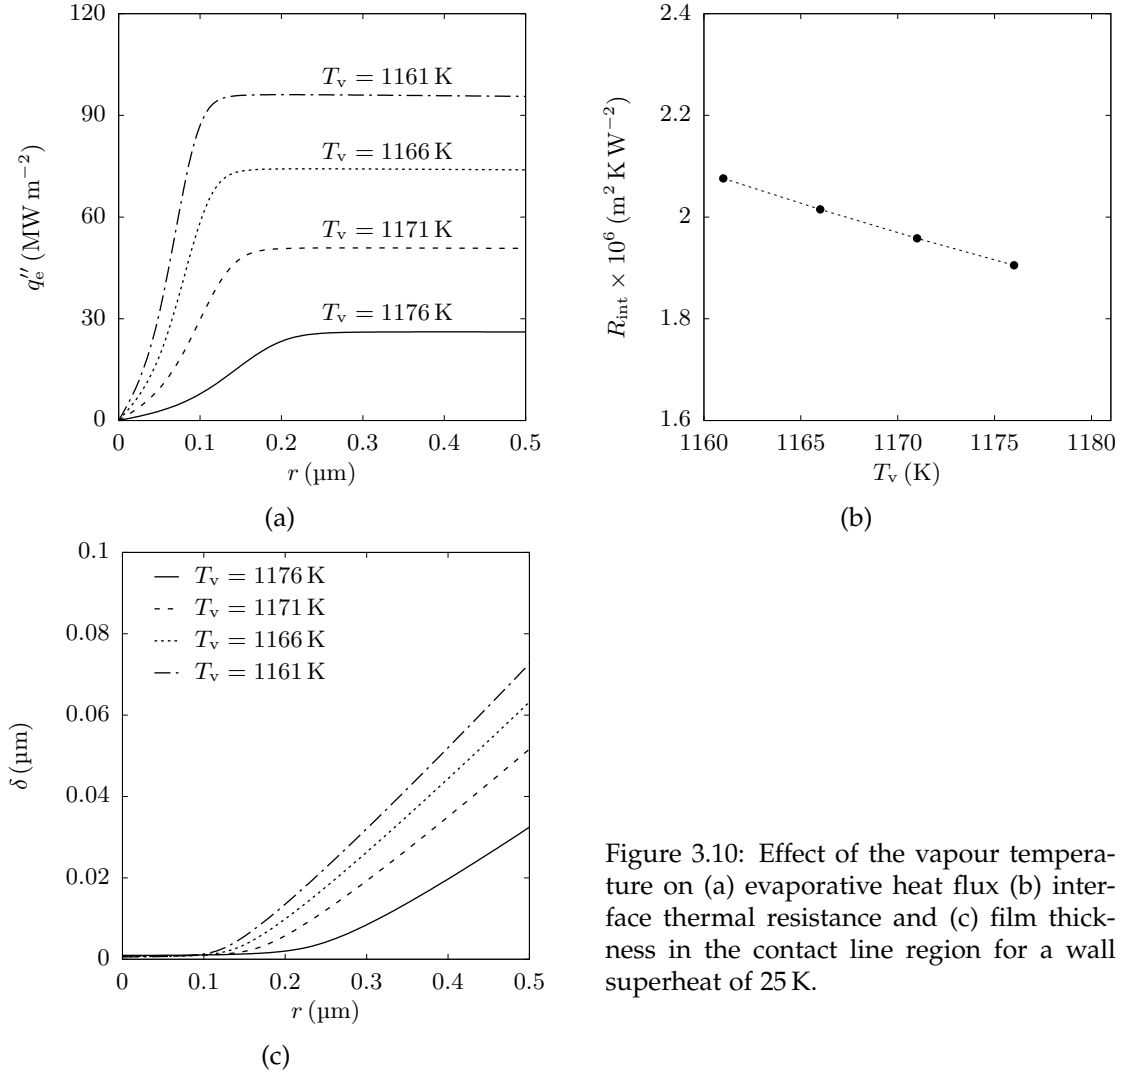 120
90
60
30
0
q″e (MW m−2)
Tv = 1161 K
Tv = 1166 K
Tv = 1171 K
Tv = 1176 K
0 0.1 0.2 0.3 0.4 0.5
r (µm)
(a)
2.4
2.2
2
1.8
1.6
Rint × 10^6 (m2 K W−2)
1160 1165 1170 1175 1180
Tv (K)
(b)
0.1
0.08
0.06
0.04
0.02
0
δ (µm)
Tv = 1176 K
Tv = 1171 K
Tv = 1166 K
Tv = 1161 K
0 0.1 0.2 0.3 0.4 0.5
r (µm)
(c)
Figure 3.10: Effect of the vapour tempera-
ture on (a) evaporative heat flux (b) inter-
face thermal resistance and (c) film thick-
ness in the contact line region for a wall
superheat of 25 K.